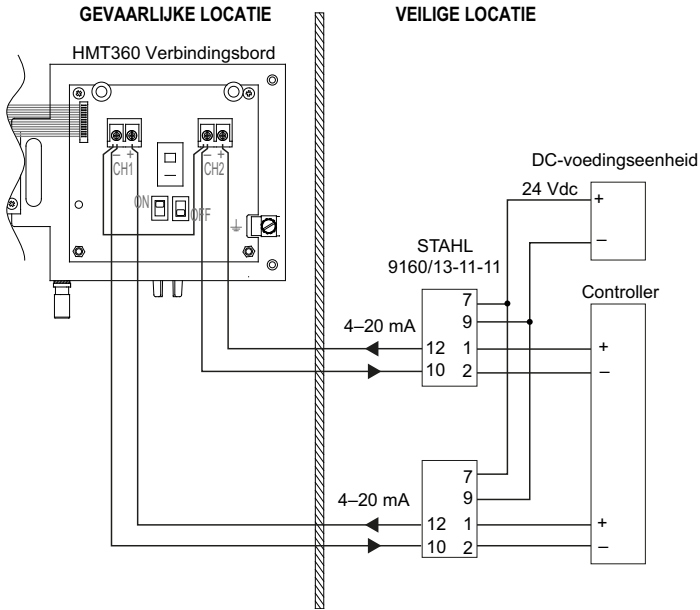 GEVAARLIJKE LOCATIE
VEILIGE LOCATIE
HMT360 Verbindingsbord
– +
CH1
– +
CH2
ON
OFF
DC-voedingseenheid
24 Vdc
+
–
STAHL
9160/13-11-11
Controller
4–20 mA
7
9
12 1
10 2
+
–
4–20 mA
7
9
12 1
10 2
+
–